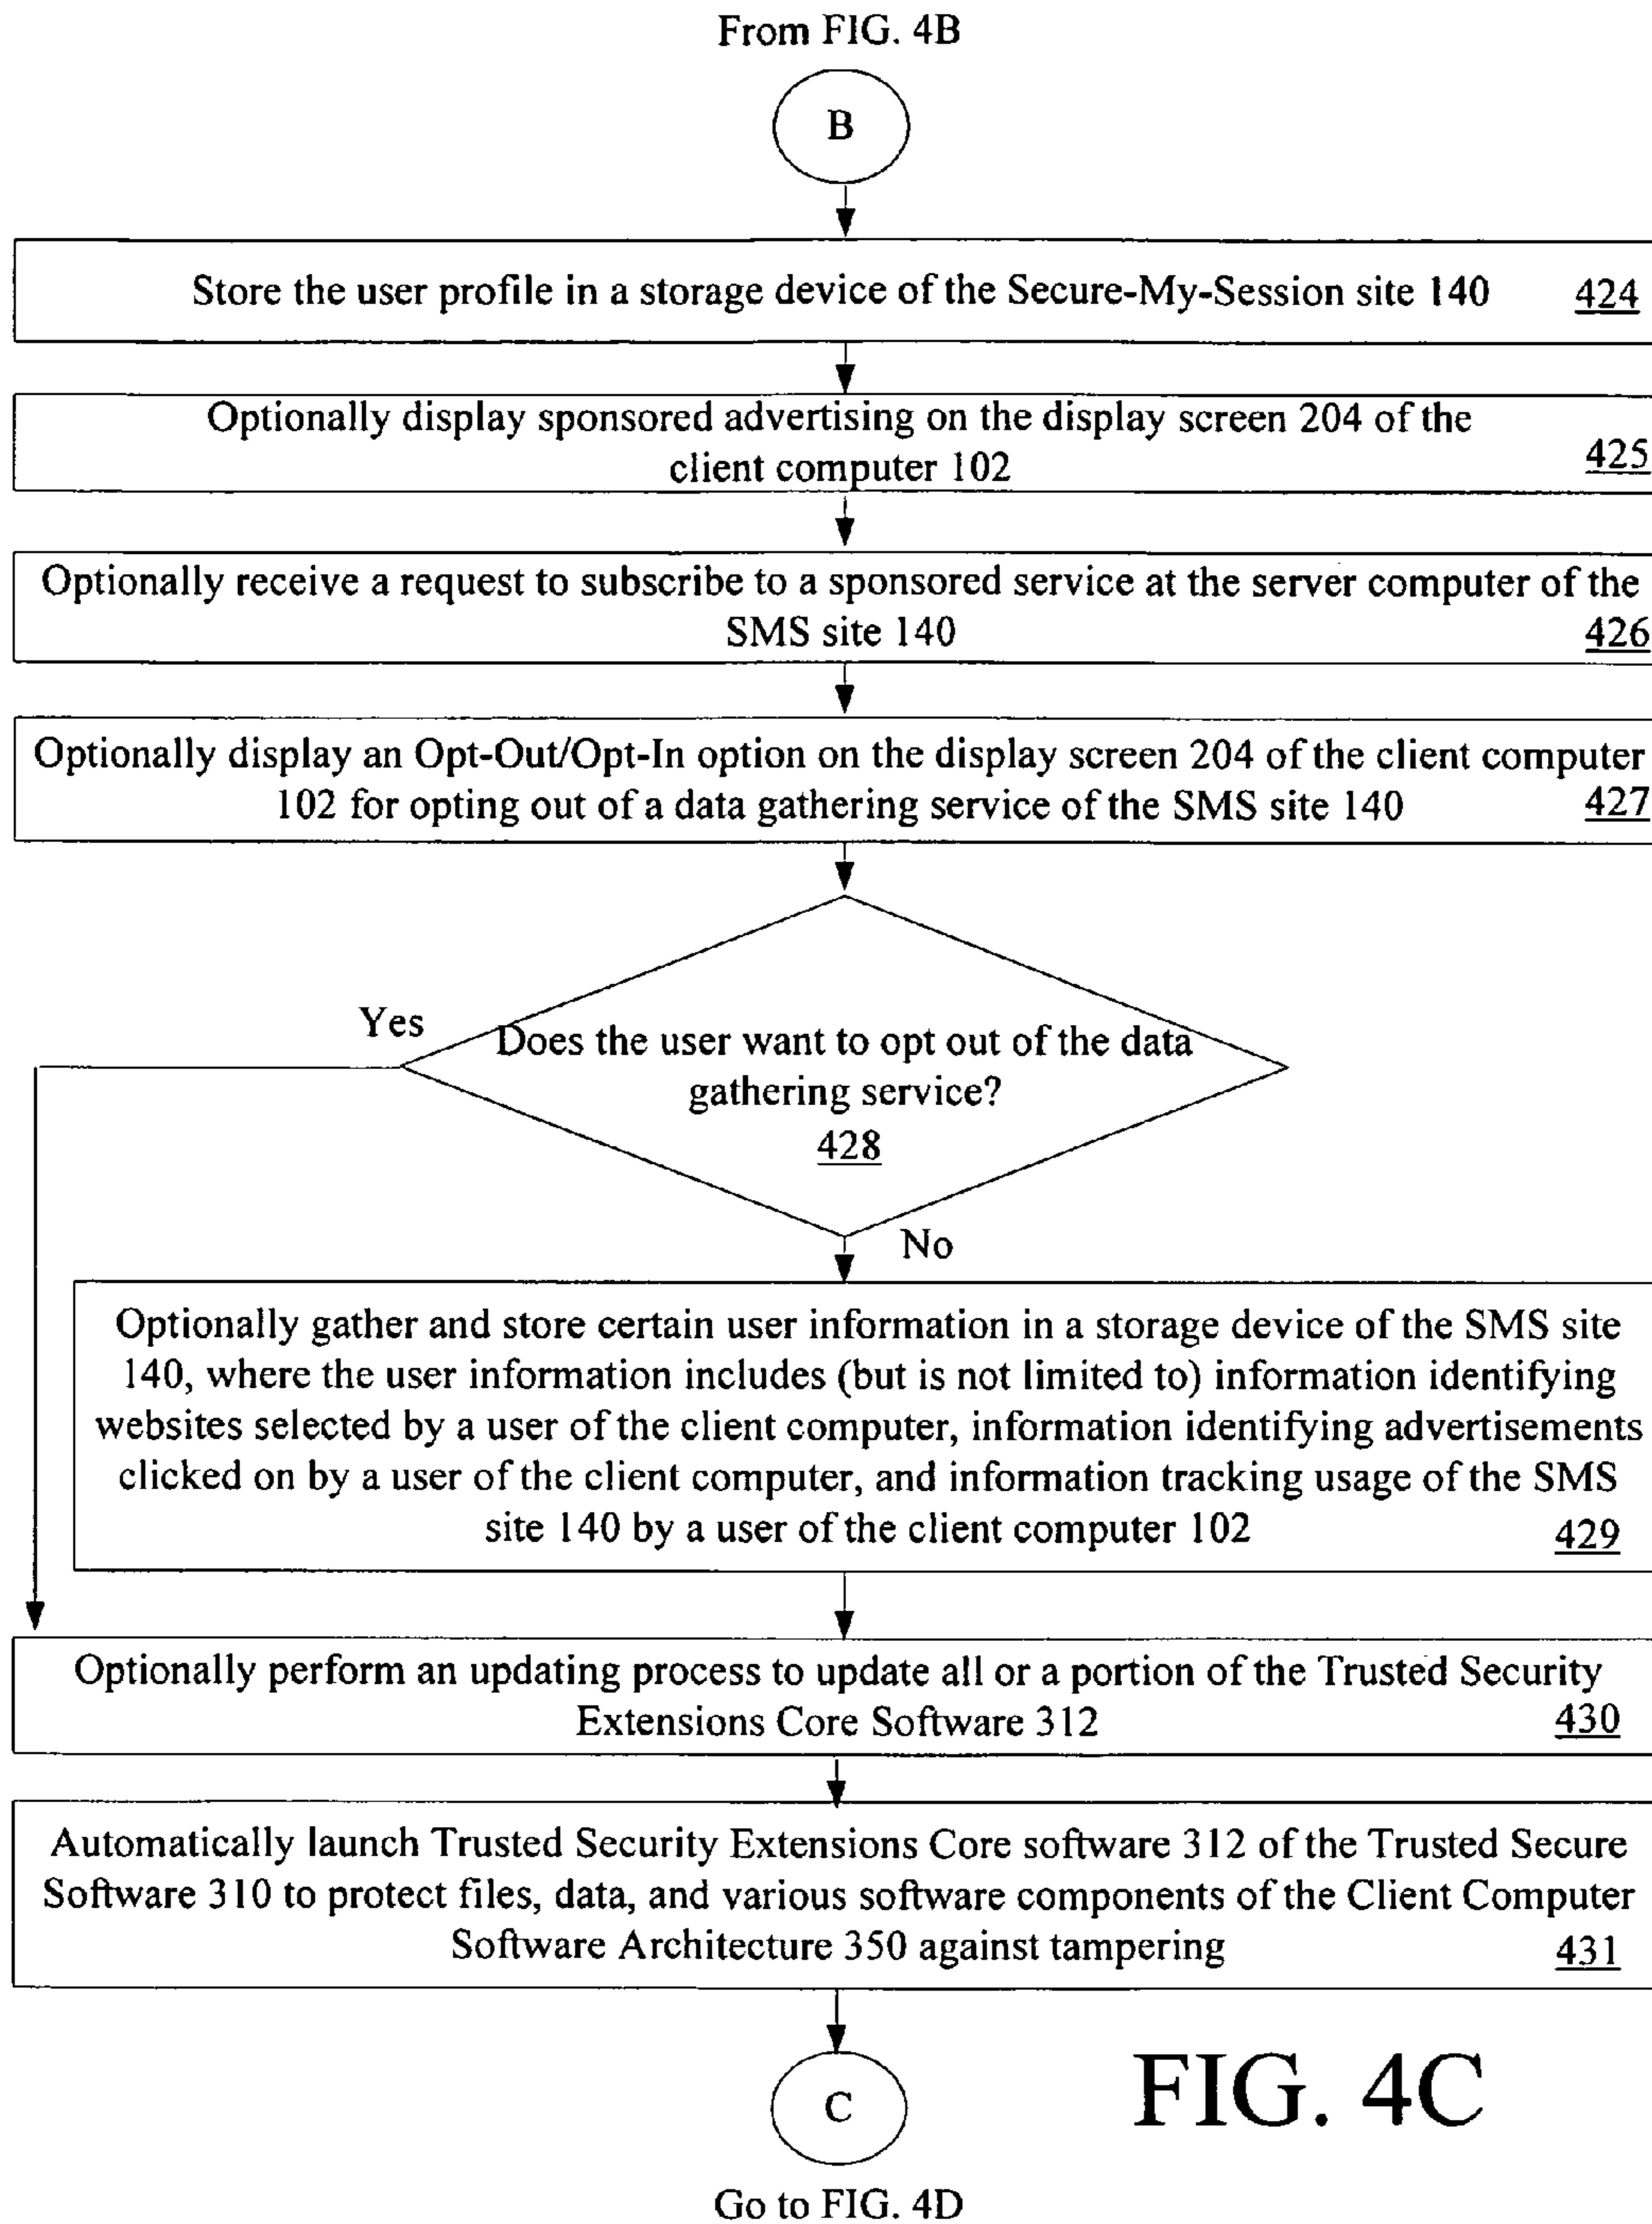 From FIG. 4B
B
Store the user profile in a storage device of the Secure-My-Session site 140 424
Optionally display sponsored advertising on the display screen 204 of the
client computer 102 425
Optionally receive a request to subscribe to a sponsored service at the server computer of the
SMS site 140 426
Optionally display an Opt-Out/Opt-In option on the display screen 204 of the client computer
102 for opting out of a data gathering service of the SMS site 140 427
Yes
Does the user want to opt out of the data
gathering service?
428
No
Optionally gather and store certain user information in a storage device of the SMS site
140, where the user information includes (but is not limited to) information identifying
websites selected by a user of the client computer, information identifying advertisements
clicked on by a user of the client computer, and information tracking usage of the SMS
site 140 by a user of the client computer 102 429
Optionally perform an updating process to update all or a portion of the Trusted Security
Extensions Core Software 312 430
Automatically launch Trusted Security Extensions Core software 312 of the Trusted Secure
Software 310 to protect files, data, and various software components of the Client Computer
Software Architecture 350 against tampering 431
C
FIG. 4C
Go to FIG. 4D